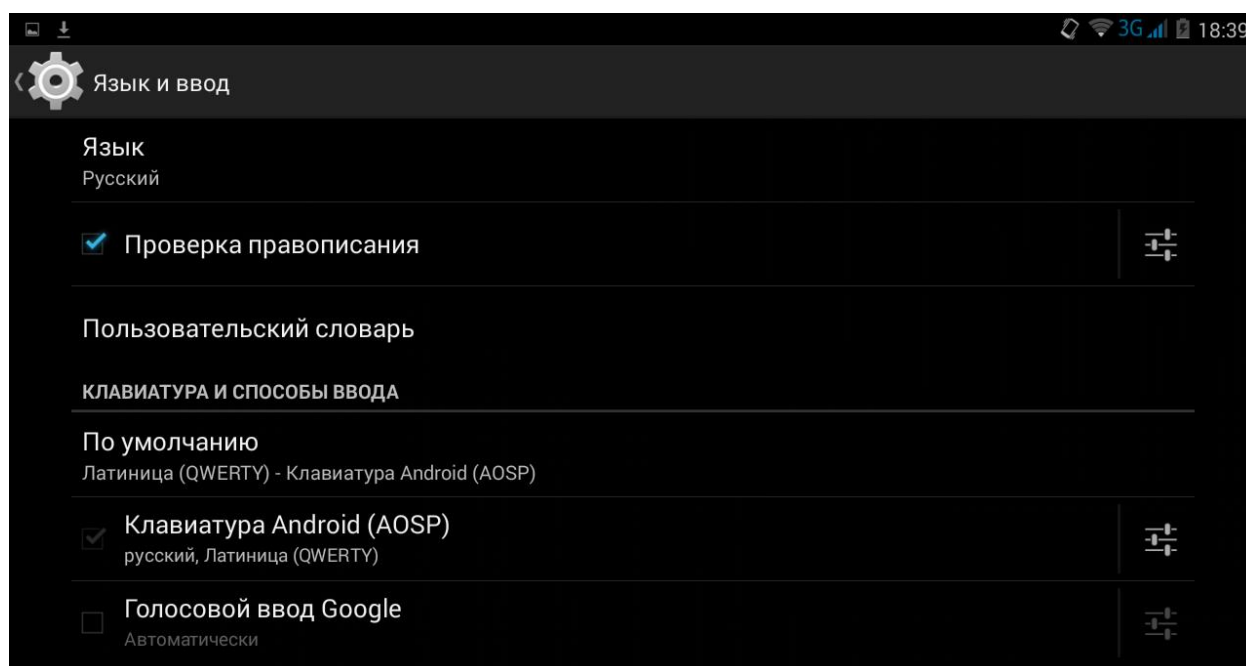 3G 18:39
Язык и ввод
Язык
Русский
Проверка правописания
Пользовательский словарь
КЛАВИАТУРА И СПОСОБЫ ВВОДА
По умолчанию
Латиница (QWERTY) - Клавиатура Android (AOSP)
Клавиатура Android (AOSP)
русский, Латиница (QWERTY)
Голосовой ввод Google
Автоматически